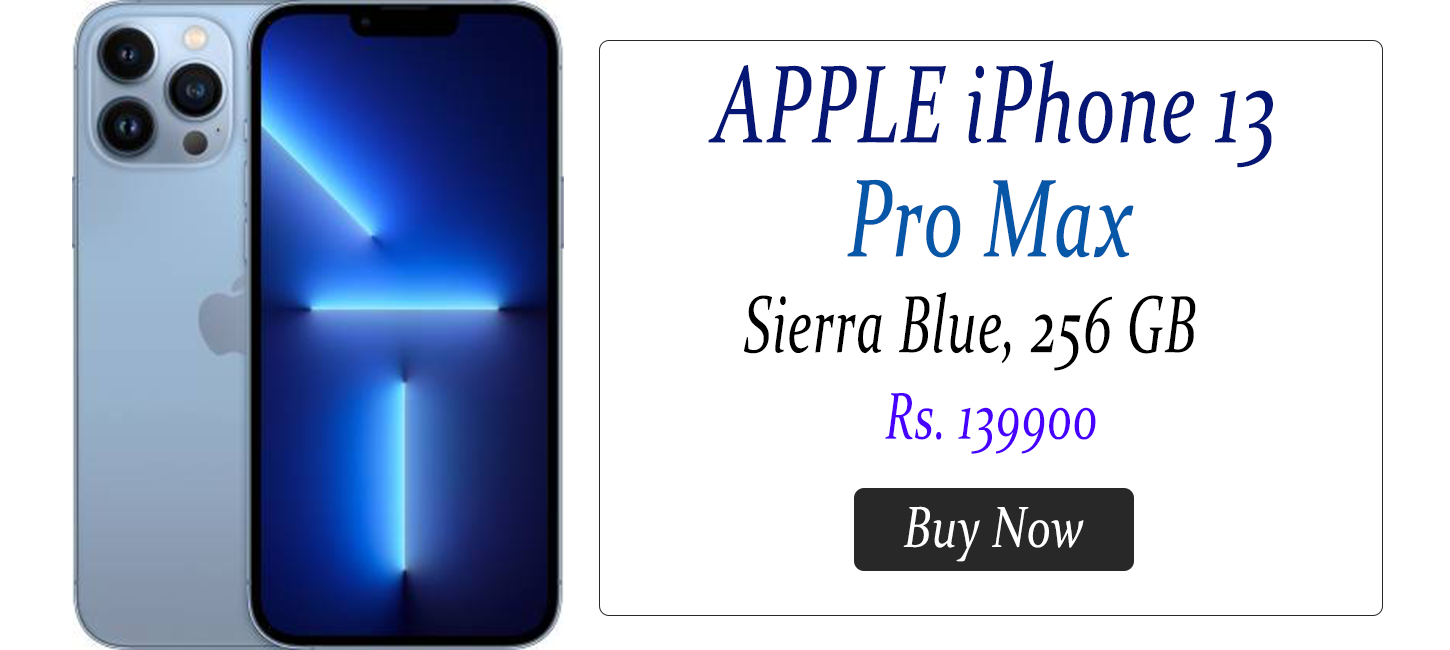 APPLE iPhone 13
Pro Max
Sierra Blue, 256 GB
Rs. 139900
Buy Now